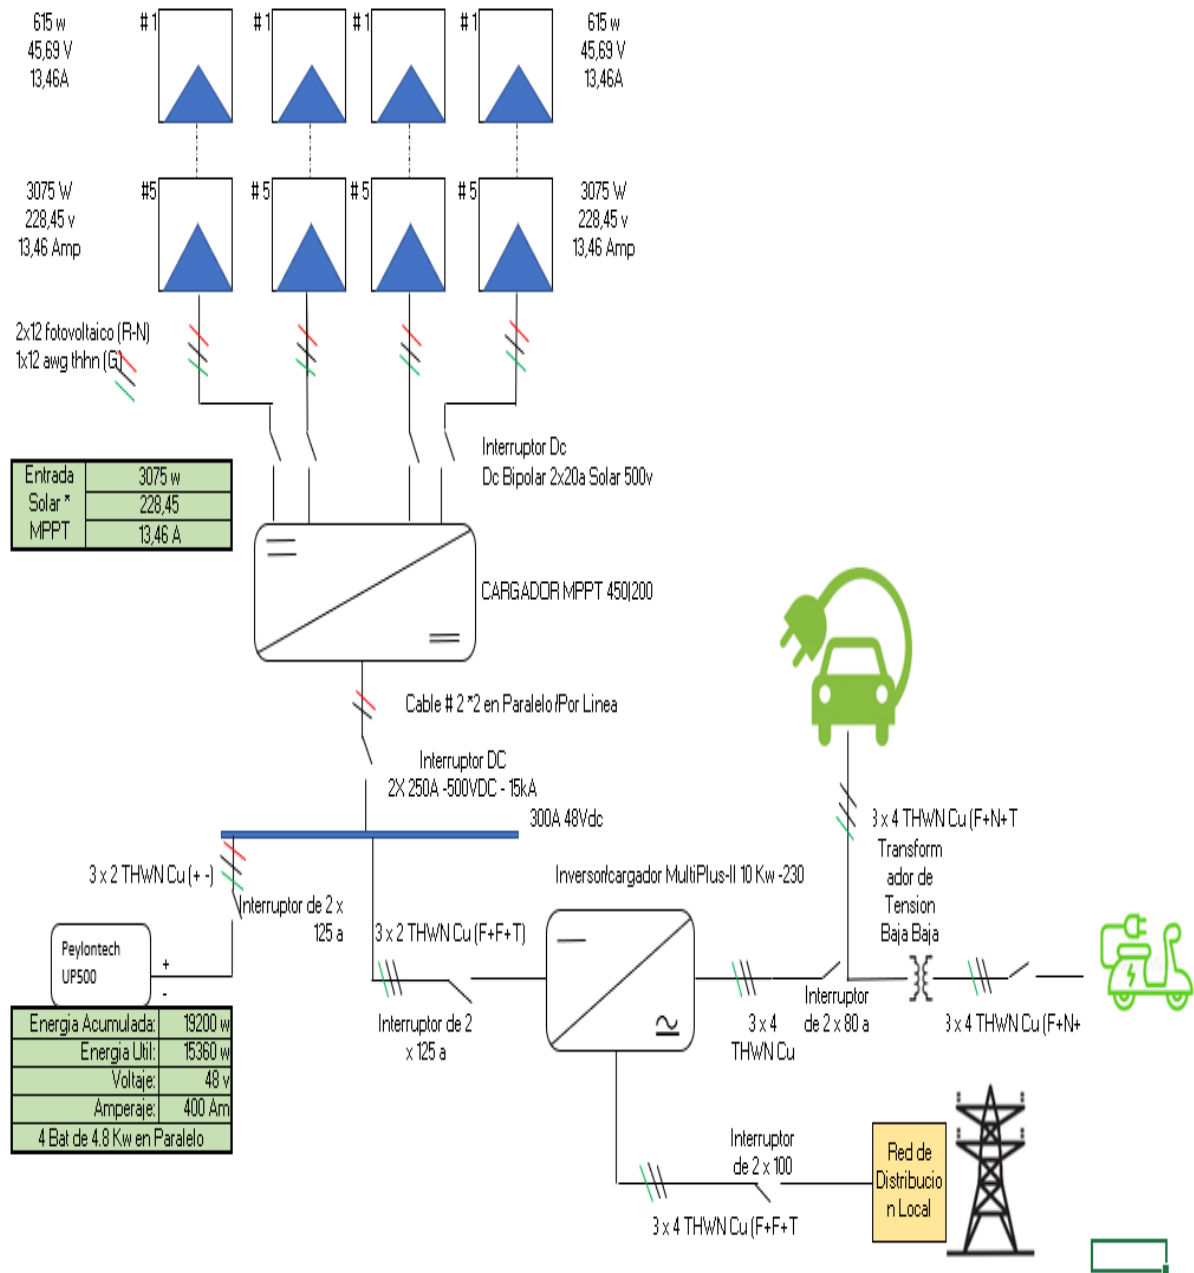 615 w
45,69 V
13,46A
# 1
# 1
# 1
# 1
615 w
45,69 V
13,46A
3075 W
228,45 v
13,46 Amp
#5
# 5
# 5
# 5
3075 W
228,45 v
13,46 Amp
2x12 fotovoltaico (R-N)
1x12 awg thhn (G)
Interruptor Dc
Dc Bipolar 2x20a Solar 500v
Entrada
Solar *
MPPT
3075 w
228,45
13,46 A
CARGADOR MPPT 450|200
Cable # 2 *2 en Paralelo /Por Linea
Interruptor DC
2X 250A -500VDC - 15kA
300A 48Vdc
3 x 2 THWN Cu (+ -)
Interruptor de 2 x
125 a
3 x 2 THWN Cu (F+F+T)
Interruptor de 2
x 125 a
Peylontech
UP500
+
-
Energia Acumulada: 19200 w
Energia Util: 15360 w
Voltaje: 48 v
Amperaje: 400 Am
4 Bat de 4.8 Kw en Paralelo
Inversor/cargador MultiPlus-II 10 Kw -230
3 x 4
THWN Cu
Interruptor
de 2 x 80 a
3 x 4 THWN Cu (F+N+T
Transform
ador de
Tension
Baja Baja
3 x 4 THWN Cu (F+N+
Interruptor
de 2 x 100
3 x 4 THWN Cu (F+F+T
Red de
Distribucio
n Local